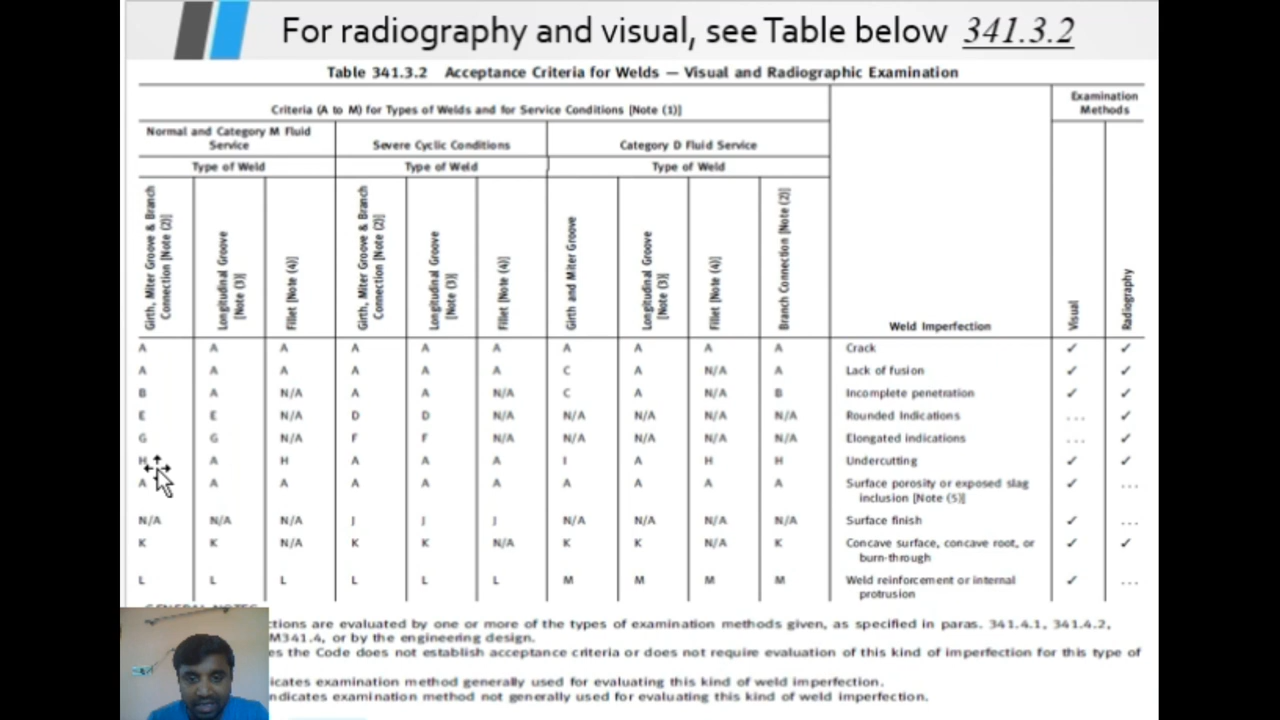 For radiography and visual, see Table below 341.3.2
Table 341.3.2 Acceptance Criteria for Welds — Visual and Radiographic Examination
Criteria (A to M) for Types of Welds and for Service Conditions [Note (1)]
Examination Methods
Normal and Category M Fluid Service
Severe Cyclic Conditions
Category D Fluid Service
Type of Weld
Type of Weld
Type of Weld
Girth, Miter Groove & Branch Connection [Note (2)]
Longitudinal Groove [Note (3)]
Fillet [Note (4)]
Girth, Miter Groove & Branch Connection [Note (2)]
Longitudinal Groove [Note (3)]
Fillet [Note (4)]
Girth and Miter Groove
Longitudinal Groove [Note (3)]
Fillet [Note (4)]
Branch Connection [Note (2)]
Weld Imperfection
Visual
Radiography
A A A A A A A A A A Crack ✓ ✓
A A A A A A C A N/A A Lack of fusion ✓ ✓
B A N/A A A N/A C A N/A B Incomplete penetration ✓ ✓
E E N/A D D N/A N/A N/A N/A N/A Rounded Indications ... ✓
G G N/A F F N/A N/A N/A N/A N/A Elongated indications ... ✓
H A H A A A I A H H Undercutting ✓ ✓
A A A A A A A A A A Surface porosity or exposed slag ✓ ...
inclusion [Note (5)]
N/A N/A N/A J J J N/A N/A N/A N/A Surface finish ✓ ...
K K N/A K K N/A K K N/A K Concave surface, concave root, or ✓ ✓
burn-through
L L L L L L M M M M Weld reinforcement or internal ✓ ...
protrusion
GENERAL NOTES
ctions are evaluated by one or more of the types of examination methods given, as specified in paras. 341.4.1, 341.4.2,
M341.4, or by the engineering design.
es the Code does not establish acceptance criteria or does not require evaluation of this kind of imperfection for this type of
icates examination method generally used for evaluating this kind of weld imperfection.
ndicates examination method not generally used for evaluating this kind of weld imperfection.